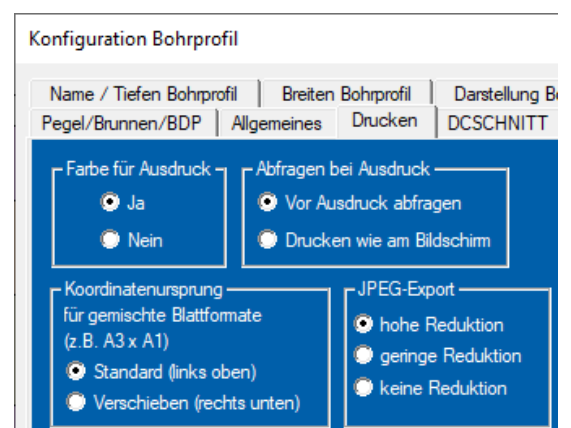 Konfiguration Bohrprofil
Name / Tiefen Bohrprofil
Breiten Bohrprofil
Darstellung B
Pegel/Brunnen/BDP
Allgemeines
Drucken
DCSCHNITT
Farbe für Ausdruck
Ja
Nein
Abfragen bei Ausdruck
Vor Ausdruck abfragen
Drucken wie am Bildschirm
Koordinatenursprung
für gemischte Blattformate
(z.B. A3 x A1)
Standard (links oben)
Verschieben (rechts unten)
JPEG-Export
hohe Reduktion
geringe Reduktion
keine Reduktion